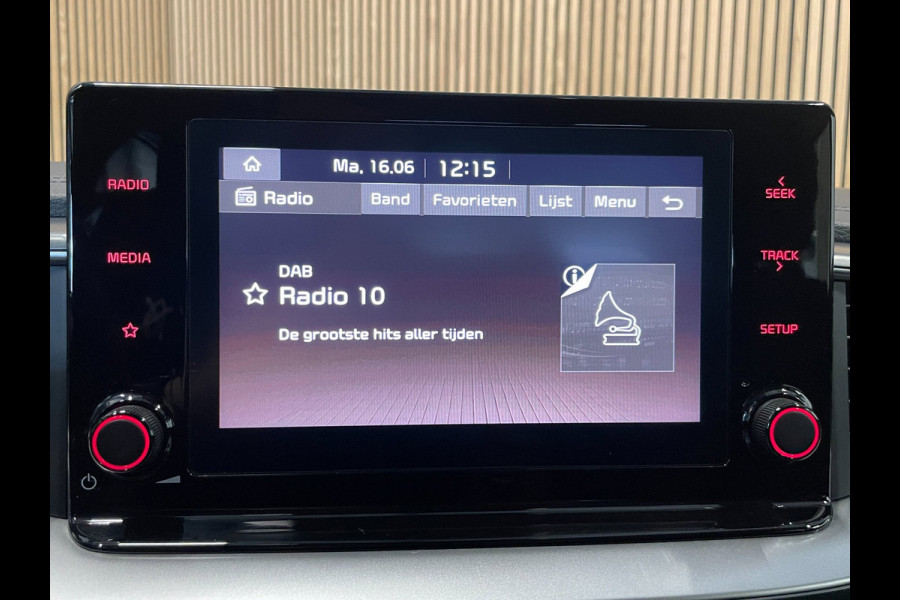 Ma. 16.06 12:15
Radio Band Favorieten Lijst Menu
RADIO
MEDIA
DAB
Radio 10
De grootste hits aller tijden
SEEK
TRACK
SETUP